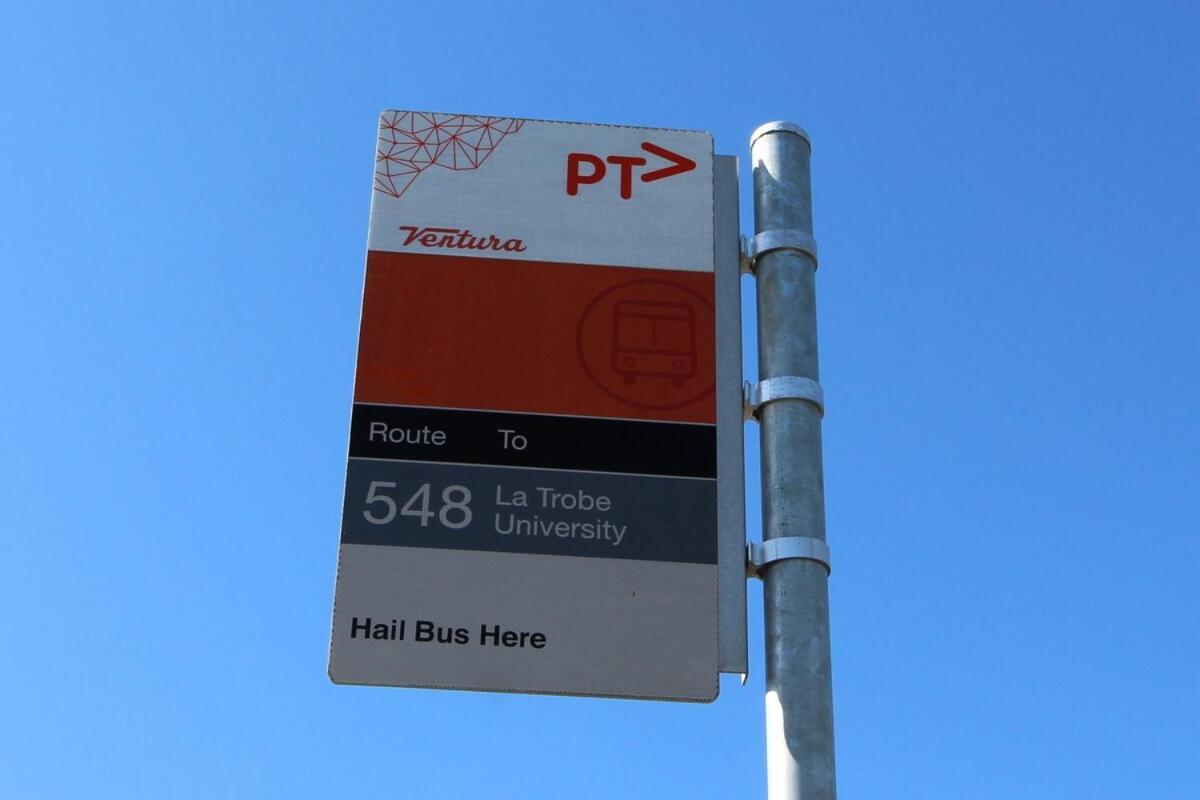 PT>
Ventura
Route To
548 La Trobe
University
Hail Bus Here